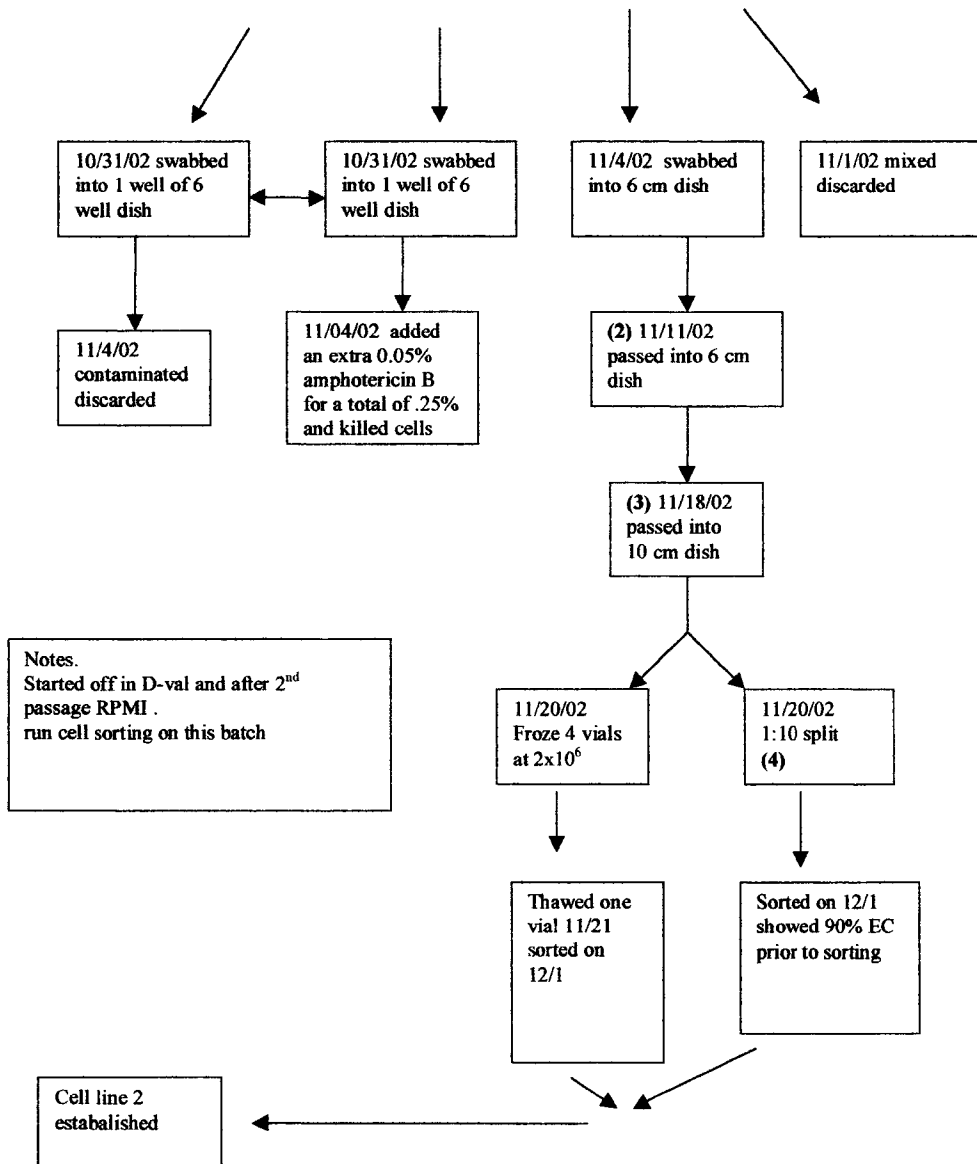 10/31/02 swabbed
into 1 well of 6
well dish
10/31/02 swabbed
into 1 well of 6
well dish
11/4/02 swabbed
into 6 cm dish
11/1/02 mixed
discarded
11/4/02
contaminated
discarded
11/04/02 added
an extra 0.05%
amphotericin B
for a total of .25%
and killed cells
(2) 11/11/02
passed into 6 cm
dish
(3) 11/18/02
passed into
10 cm dish
Notes.
Started off in D-val and after 2nd
passage RPMI .
run cell sorting on this batch
11/20/02
Froze 4 vials
at 2x10⁶
11/20/02
1:10 split
(4)
Thawed one
vial 11/21
sorted on
12/1
Sorted on 12/1
showed 90% EC
prior to sorting
Cell line 2
estabalished